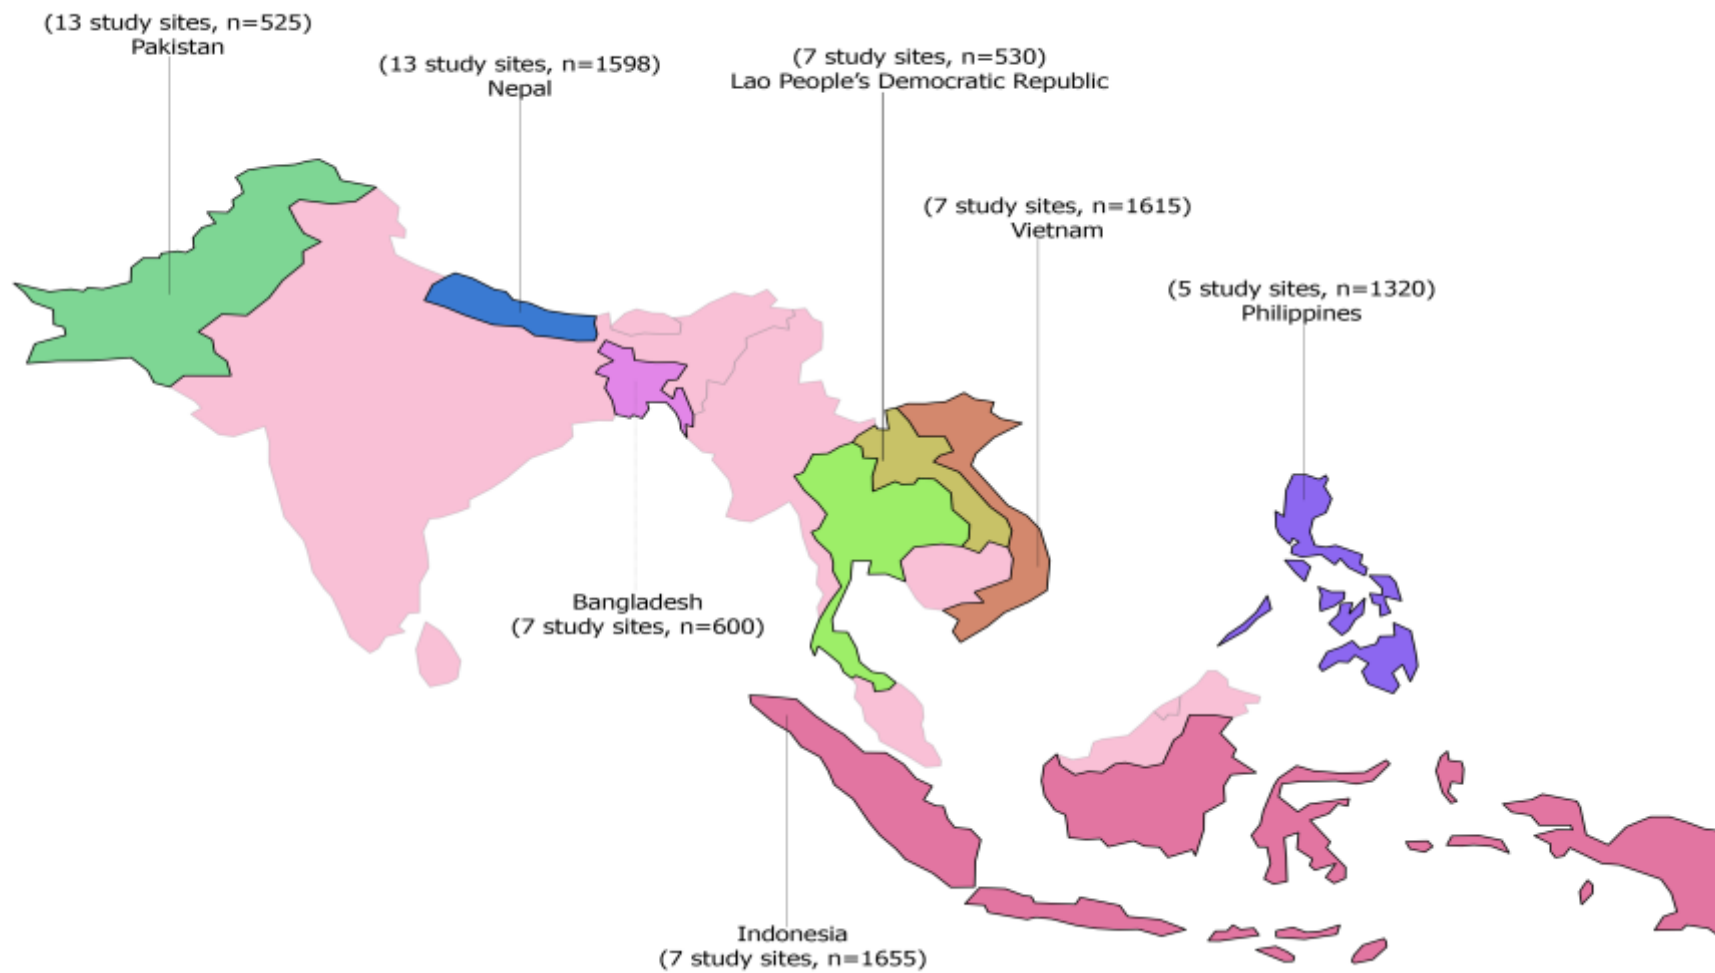 (13 study sites, n=525)
Pakistan
(13 study sites, n=1598)
Nepal
(7 study sites, n=530)
Lao People's Democratic Republic
(7 study sites, n=1615)
Vietnam
(5 study sites, n=1320)
Philippines
Bangladesh
(7 study sites, n=600)
Indonesia
(7 study sites, n=1655)